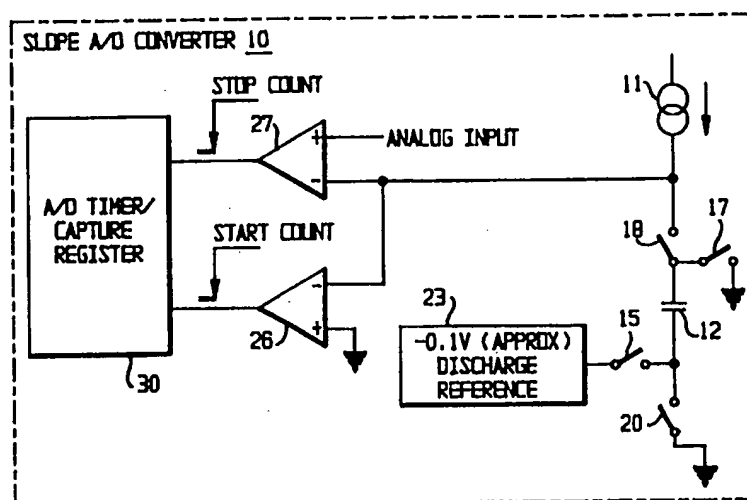 SLOPE A/D CONVERTER 10
STOP COUNT
27
+
-
ANALOG INPUT
11
A/D TIMER/
CAPTURE
REGISTER
START COUNT
18
17
-
+
26
23
-0.1V (APPROX)
DISCHARGE
REFERENCE
15
12
30
20